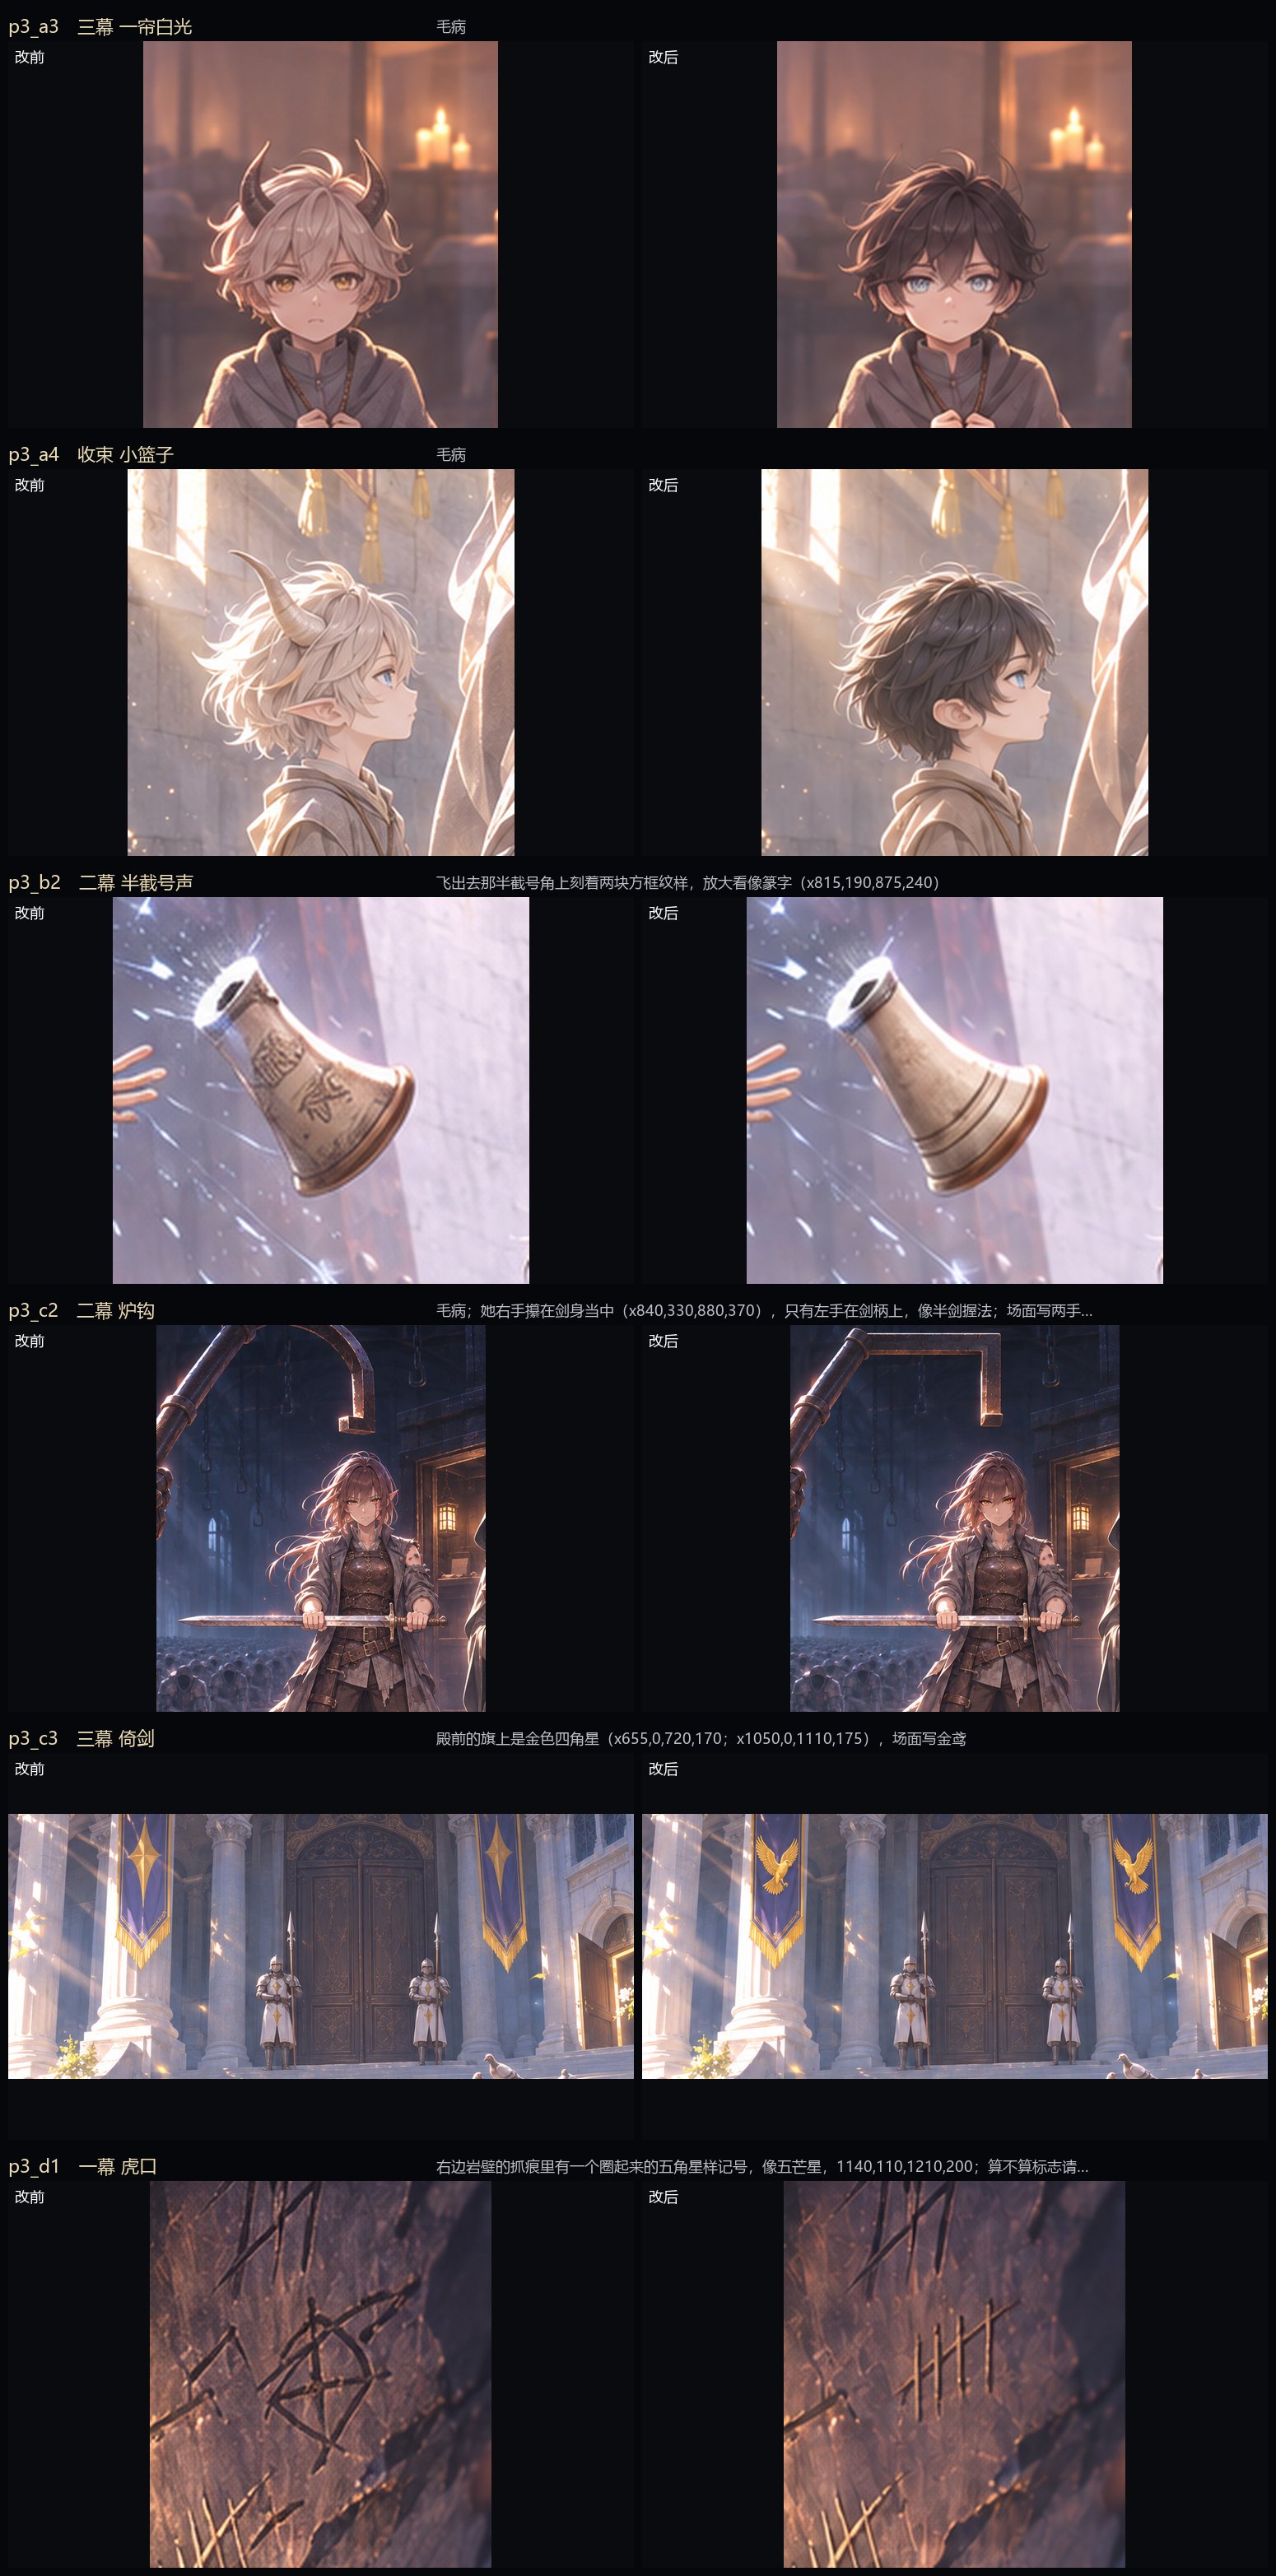 p3_a3 三幕 一帘白光 毛病
改前 改后
p3_a4 收束 小篮子 毛病
改前 改后
p3_b2 二幕 半截号声 飞出去那半截号角上刻着两块方框纹样，放大看像篆字（x815,190,875,240）
改前 改后
p3_c2 二幕 炉钩 毛病；她右手攥在剑身当中（x840,330,880,370），只有左手在剑柄上，像半剑握法；场面写两手…
改前 改后
p3_c3 三幕 倚剑 殿前的旗上是金色四角星（x655,0,720,170；x1050,0,1110,175），场面写金鸢
改前 改后
p3_d1 一幕 虎口 右边岩壁的抓痕里有一个圈起来的五角星样记号，像五芒星，1140,110,1210,200；算不算标志请…
改前 改后